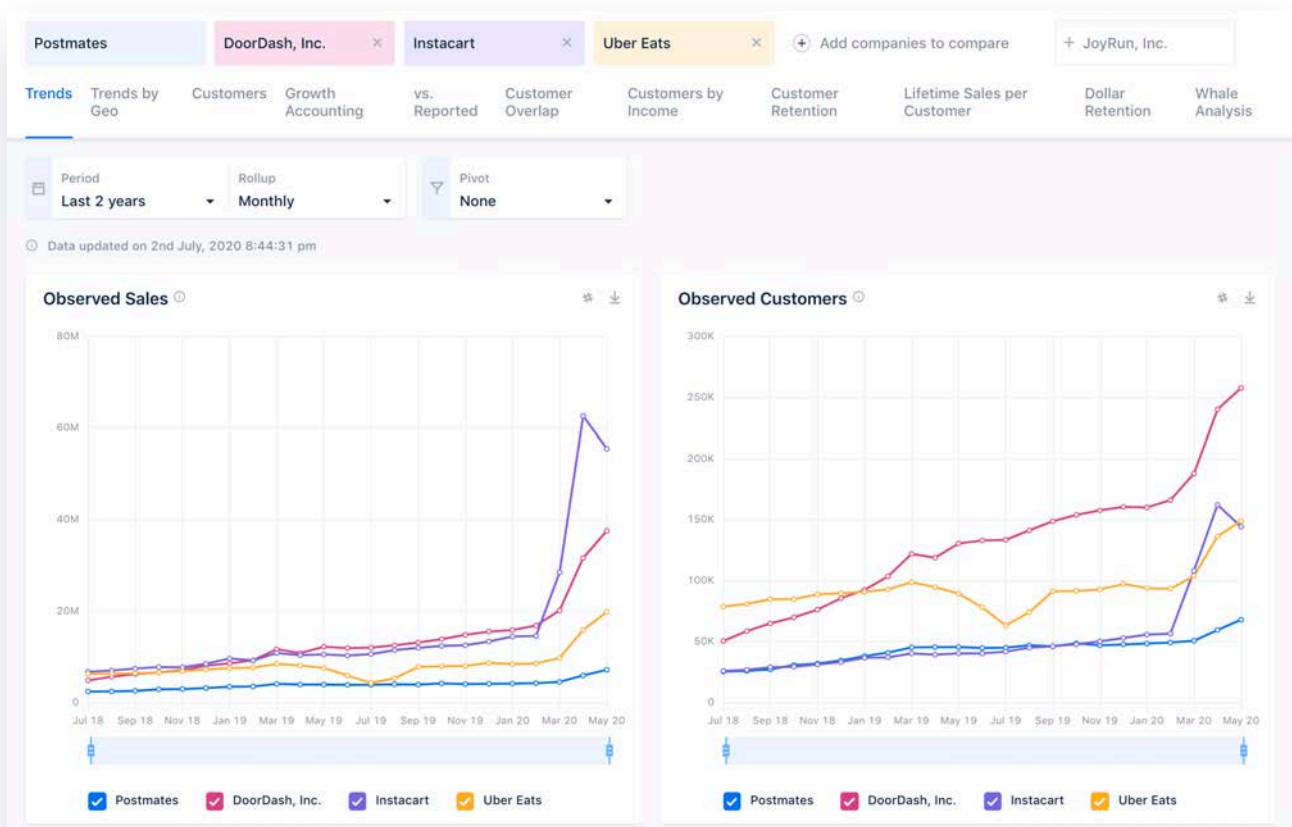 Postmates
DoorDash, Inc. ×
Instacart ×
Uber Eats ×
+ Add companies to compare
+ JoyRun, Inc.
Trends
Trends by
Geo
Customers
Growth
Accounting
vs.
Reported
Customer
Overlap
Customers by
Income
Customer
Retention
Lifetime Sales per
Customer
Dollar
Retention
Whale
Analysis
Period
Last 2 years
Rollup
Monthly
Pivot
None
Data updated on 2nd July, 2020 8:44:31 pm
Observed Sales
80M
60M
40M
20M
0
Jul 18 Sep 18 Nov 18 Jan 19 Mar 19 May 19 Jul 19 Sep 19 Nov 19 Jan 20 Mar 20 May 20
Postmates DoorDash, Inc. Instacart Uber Eats
Observed Customers
300K
250K
200K
150K
100K
50K
0
Jul 18 Sep 18 Nov 18 Jan 19 Mar 19 May 19 Jul 19 Sep 19 Nov 19 Jan 20 Mar 20 May 20
Postmates DoorDash, Inc. Instacart Uber Eats